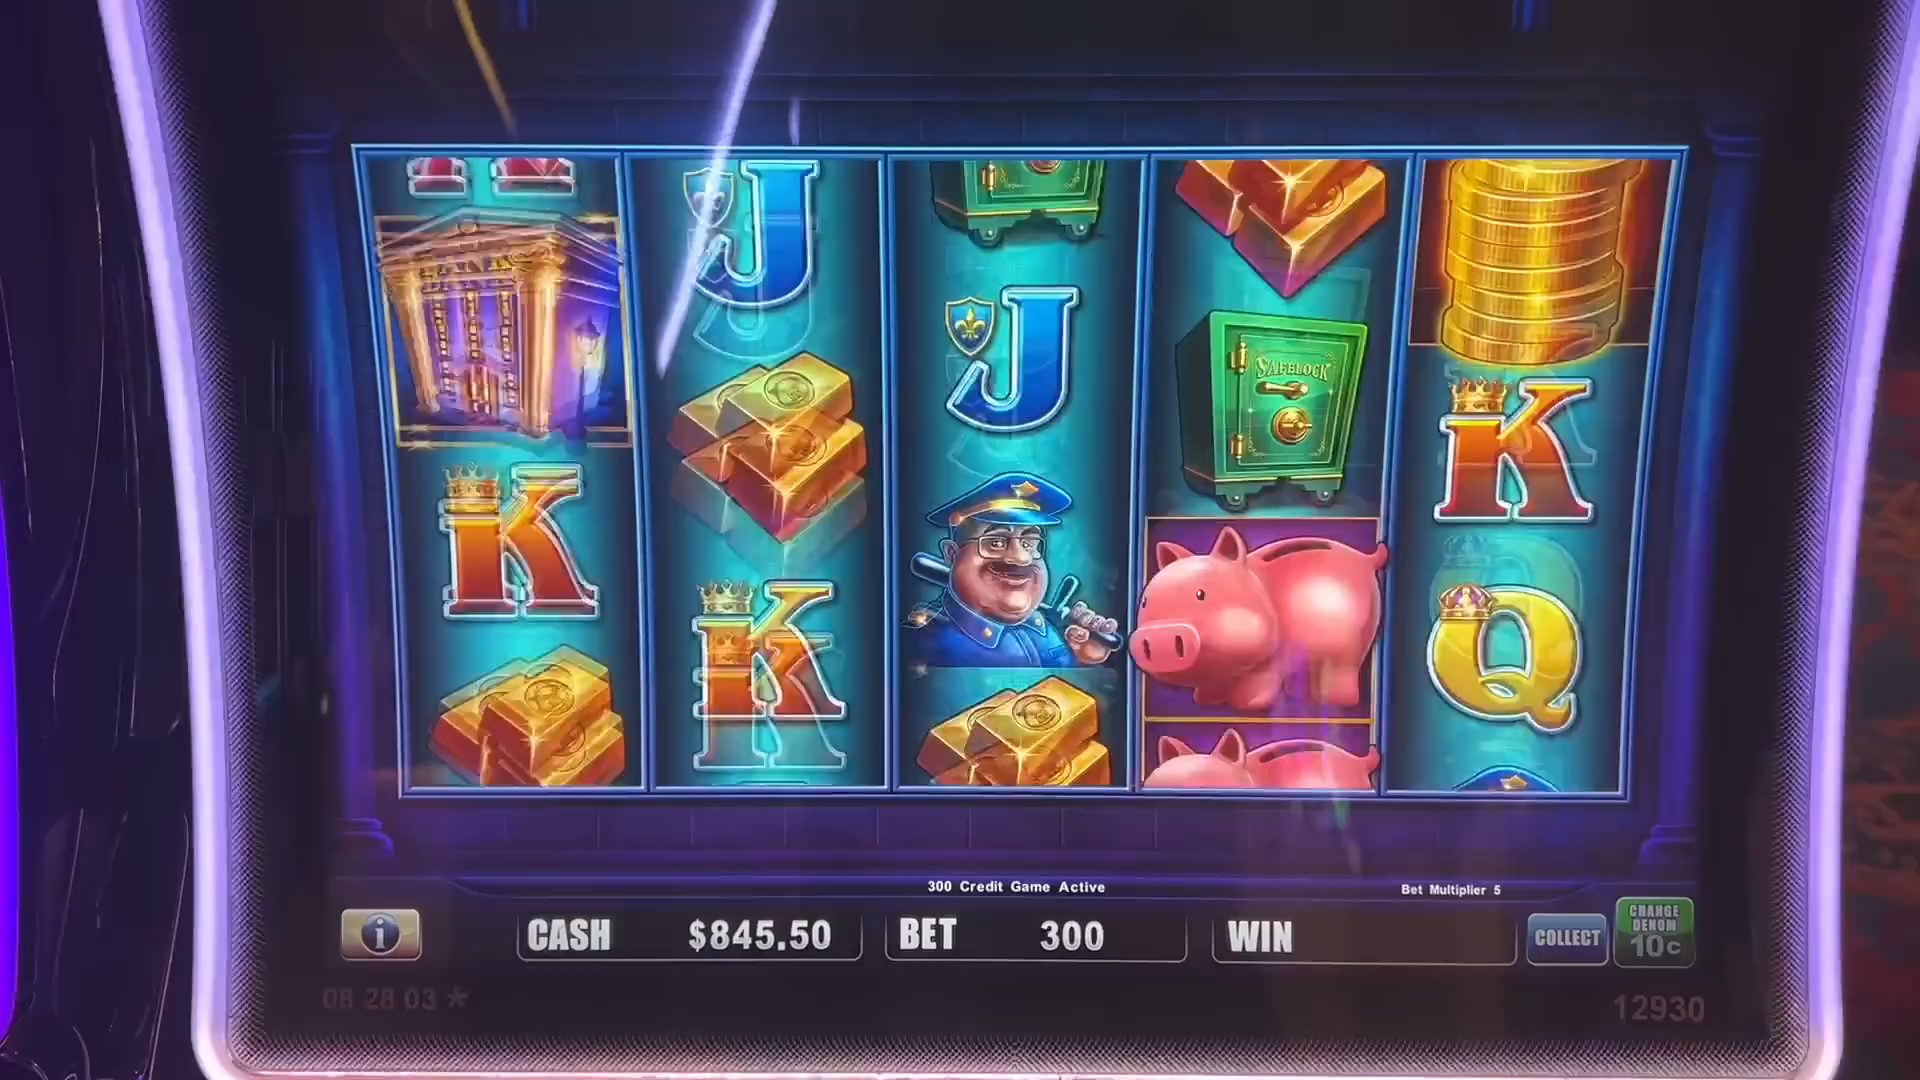 J
J
SAFELOCK
K
K
K
Q
300 Credit Game Active
Bet Multiplier 5
CASH $845.50
BET 300
WIN
COLLECT
CHANGE
DENOM
10c
08 28 03 *
12930